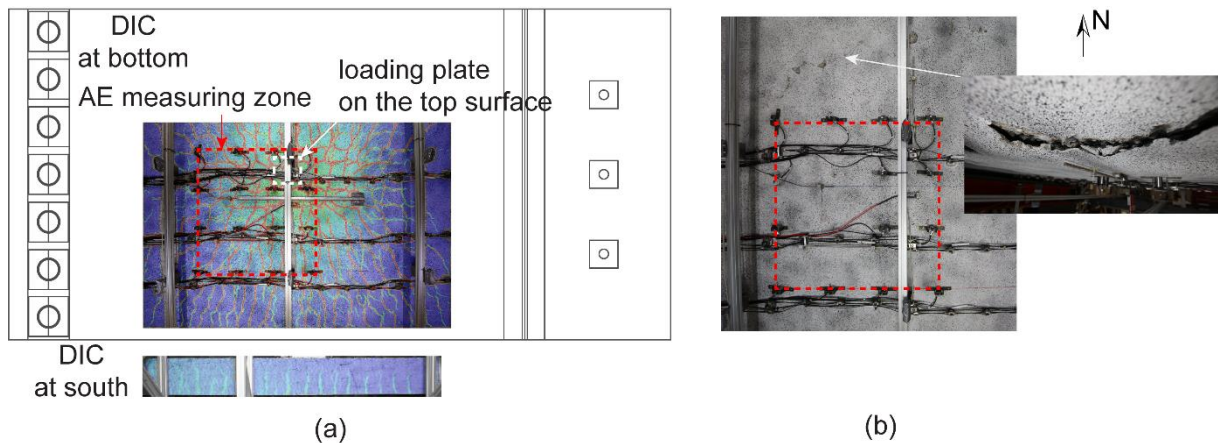 DIC
at bottom
AE measuring zone
loading plate
on the top surface
DIC
at south
(a)
N
(b)